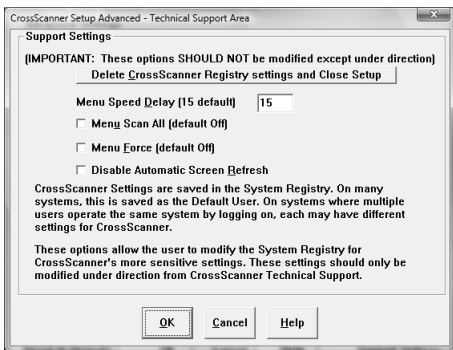 CrossScanner Setup Advanced - Technical Support Area
Support Settings
(IMPORTANT: These options SHOULD NOT be modified except under direction)
Delete CrossScanner Registry settings and Close Setup
Menu Speed Delay (15 default) 15
Menu Scan All (default Off)
Menu Force (default Off)
Disable Automatic Screen Refresh
CrossScanner Settings are saved in the System Registry. On many
systems, this is saved as the Default User. On systems where multiple
users operate the same system by logging on, each may have different
settings for CrossScanner.
These options allow the user to modify the System Registry for
CrossScanner's more sensitive settings. These settings should only be
modified under direction from CrossScanner Technical Support.
OK Cancel Help